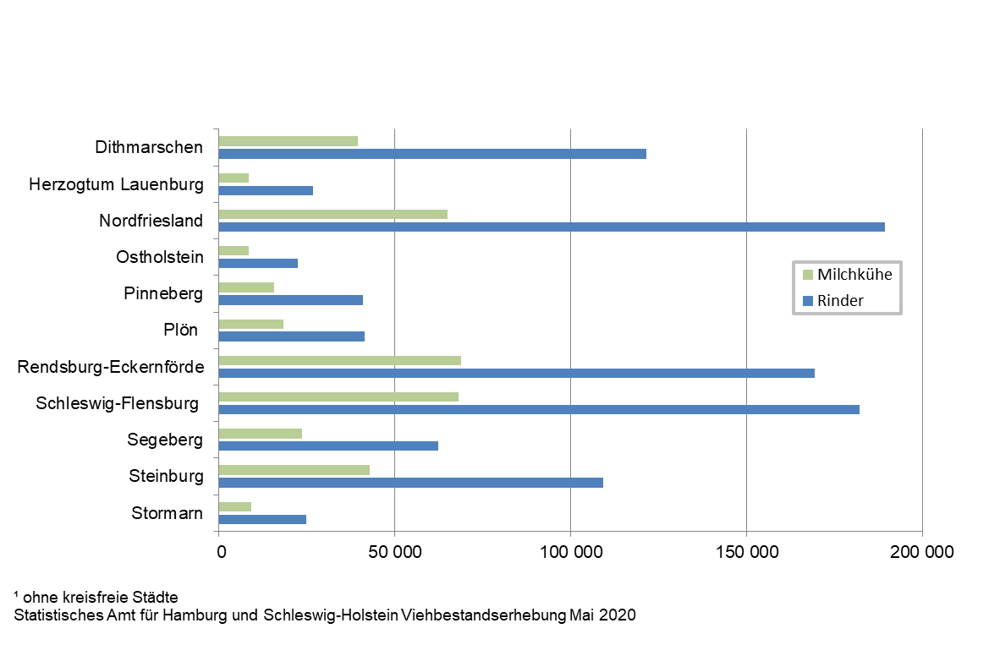 Dithmarschen
Herzogtum Lauenburg
Nordfriesland
Ostholstein
Pinneberg
Plön
Rendsburg-Eckernförde
Schleswig-Flensburg
Segeberg
Steinburg
Stormarn
Milchkühe
Rinder
0 50 000 100 000 150 000 200 000
¹ ohne kreisfreie Städte
Statistisches Amt für Hamburg und Schleswig-Holstein Viehbestandserhebung Mai 2020